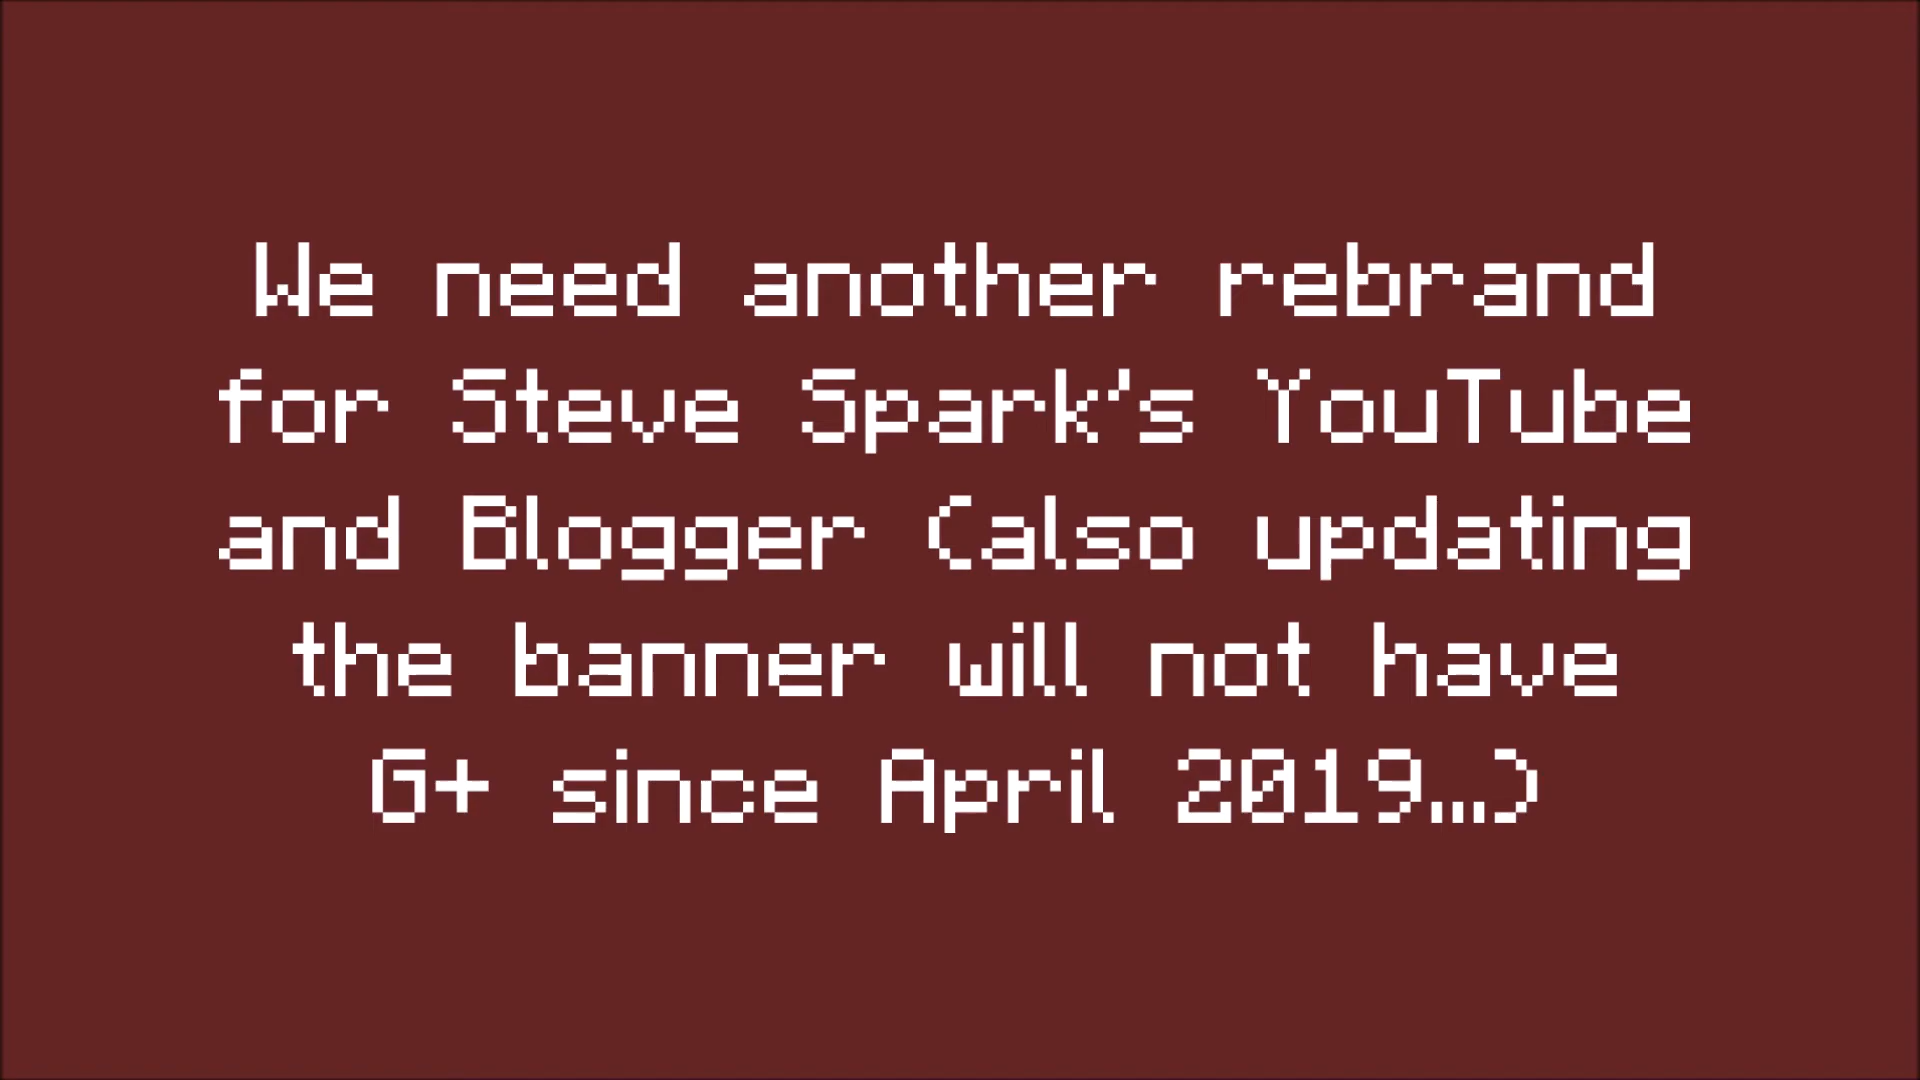 We need another rebrand
for Steve Spark's YouTube
and Blogger (also updating
the banner will not have
G+ since April 2019...)